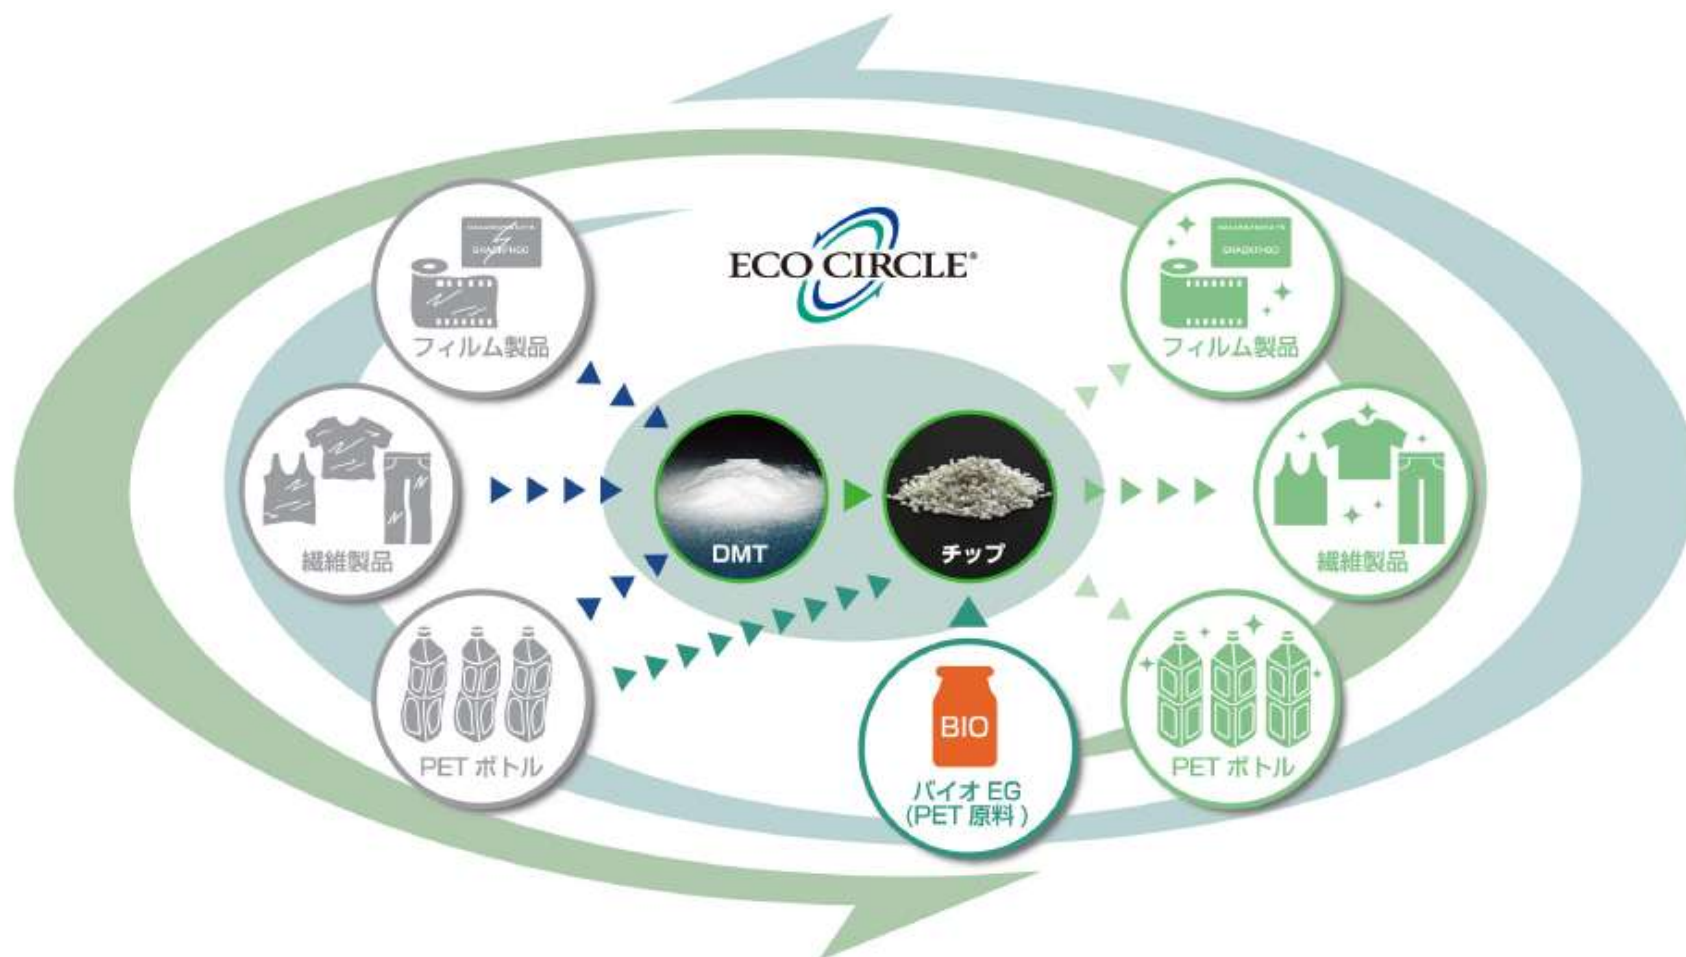 ECO CIRCLE®
フィルム製品
フィルム製品
繊維製品
DMT
チップ
繊維製品
PET ボトル
BIO
バイオ EG
(PET 原料)
PET ボトル